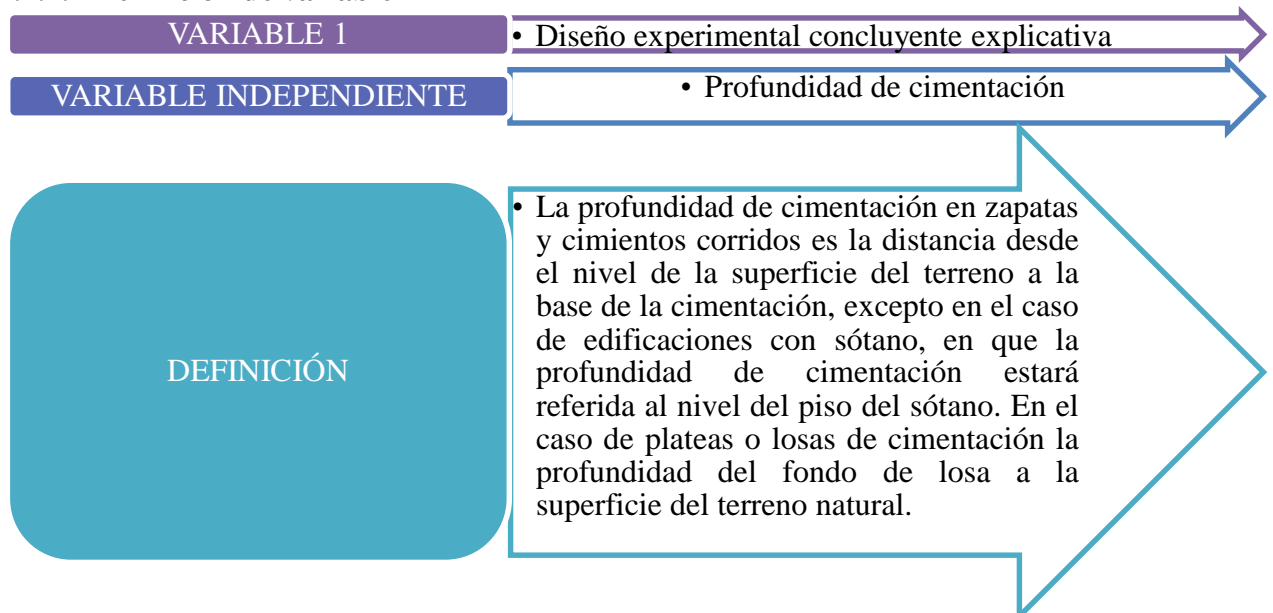 VARIABLE 1
• Diseño experimental concluyente explicativa
VARIABLE INDEPENDIENTE
• Profundidad de cimentación
DEFINICIÓN
• La profundidad de cimentación en zapatas
y cimientos corridos es la distancia desde
el nivel de la superficie del terreno a la
base de la cimentación, excepto en el caso
de edificaciones con sótano, en que la
profundidad de cimentación estará
referida al nivel del piso del sótano. En el
caso de plateas o losas de cimentación la
profundidad del fondo de losa a la
superficie del terreno natural.